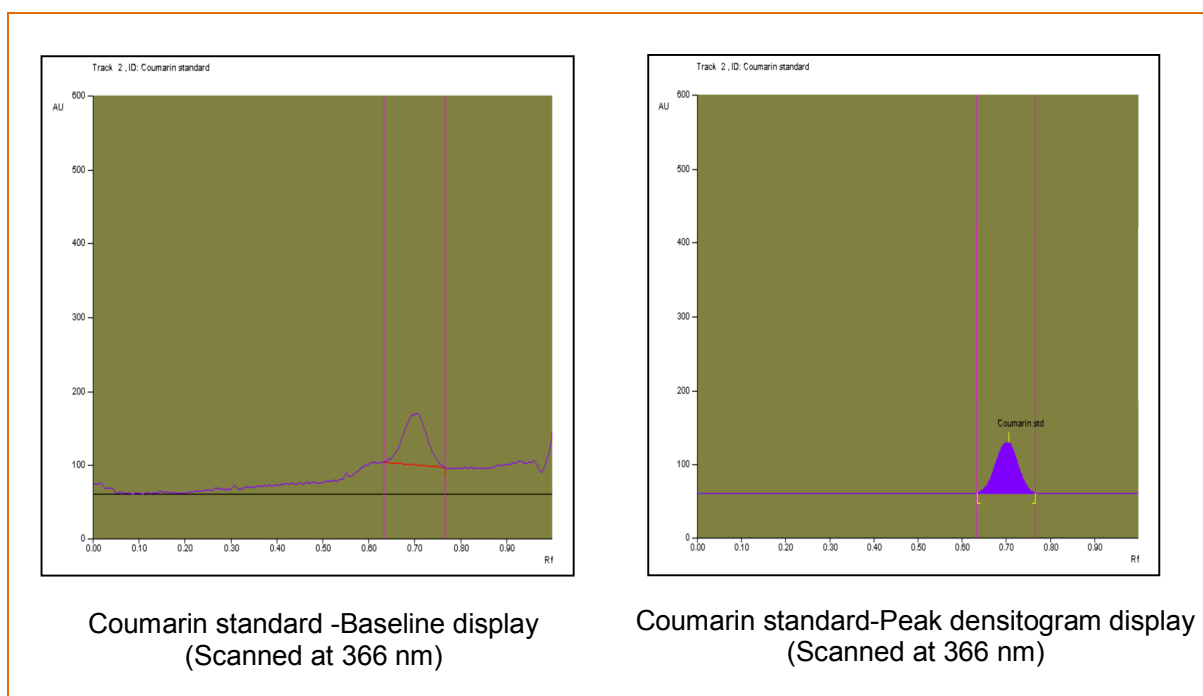 Track 2 , ID: Coumarin standard
AU
600
500
400
300
200
100
0
0.00 0.10 0.20 0.30 0.40 0.50 0.60 0.70 0.80 0.90
Rf
Coumarin standard -Baseline display
(Scanned at 366 nm)
Track 2 , ID: Coumarin standard
AU
600
500
400
300
200
100
0
Coumarin std
0.00 0.10 0.20 0.30 0.40 0.50 0.60 0.70 0.80 0.90
Rf
Coumarin standard-Peak densitogram display
(Scanned at 366 nm)